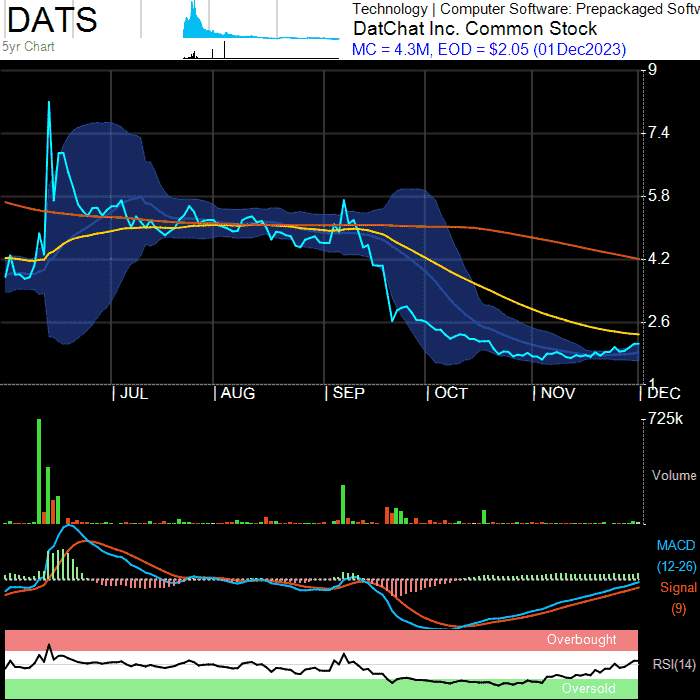 DATS
5yr Chart
Technology | Computer Software: Prepackaged Softw
DatChat Inc. Common Stock
MC = 4.3M, EOD = $2.05 (01Dec2023)
9
7.4
5.8
4.2
2.6
1
JUL AUG SEP OCT NOV DEC
725k
Volume
MACD
(12-26)
Signal
(9)
Overbought
RSI(14)
Oversold